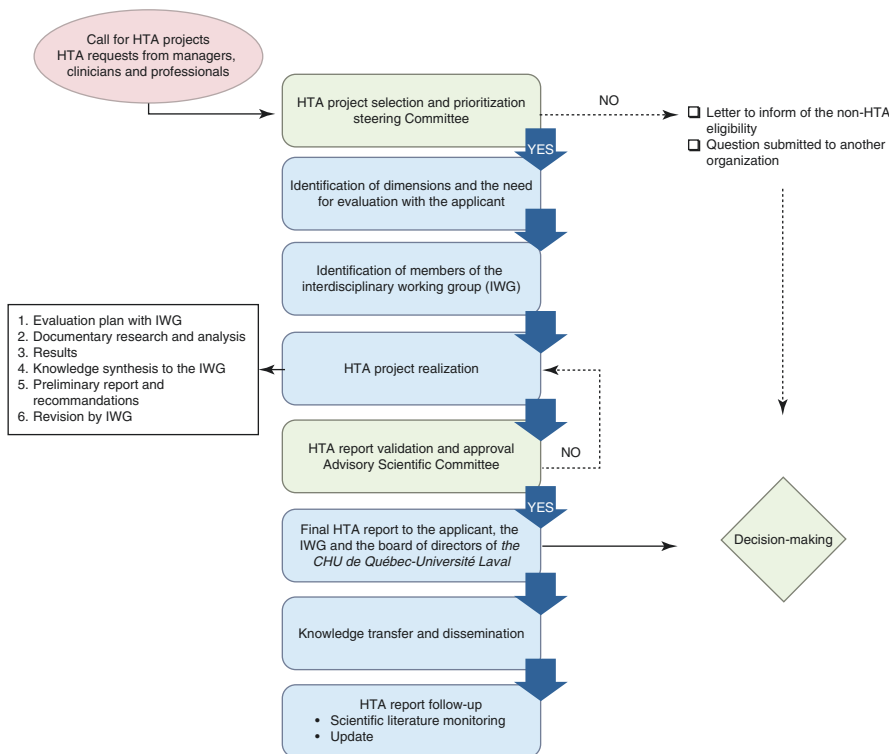 Call for HTA projects
HTA requests from managers,
clinicians and professionals
HTA project selection and prioritization
steering Committee
NO
❑ Letter to inform of the non-HTA
eligibility
❑ Question submitted to another
organization
YES
Identification of dimensions and the need
for evaluation with the applicant
Identification of members of the
interdisciplinary working group (IWG)
1. Evaluation plan with IWG
2. Documentary research and analysis
3. Results
4. Knowledge synthesis to the IWG
5. Preliminary report and
recommandations
6. Revision by IWG
HTA project realization
HTA report validation and approval
Advisory Scientific Committee
NO
YES
Final HTA report to the applicant, the
IWG and the board of directors of the
CHU de Québec-Université Laval
Decision-making
Knowledge transfer and dissemination
HTA report follow-up
• Scientific literature monitoring
• Update